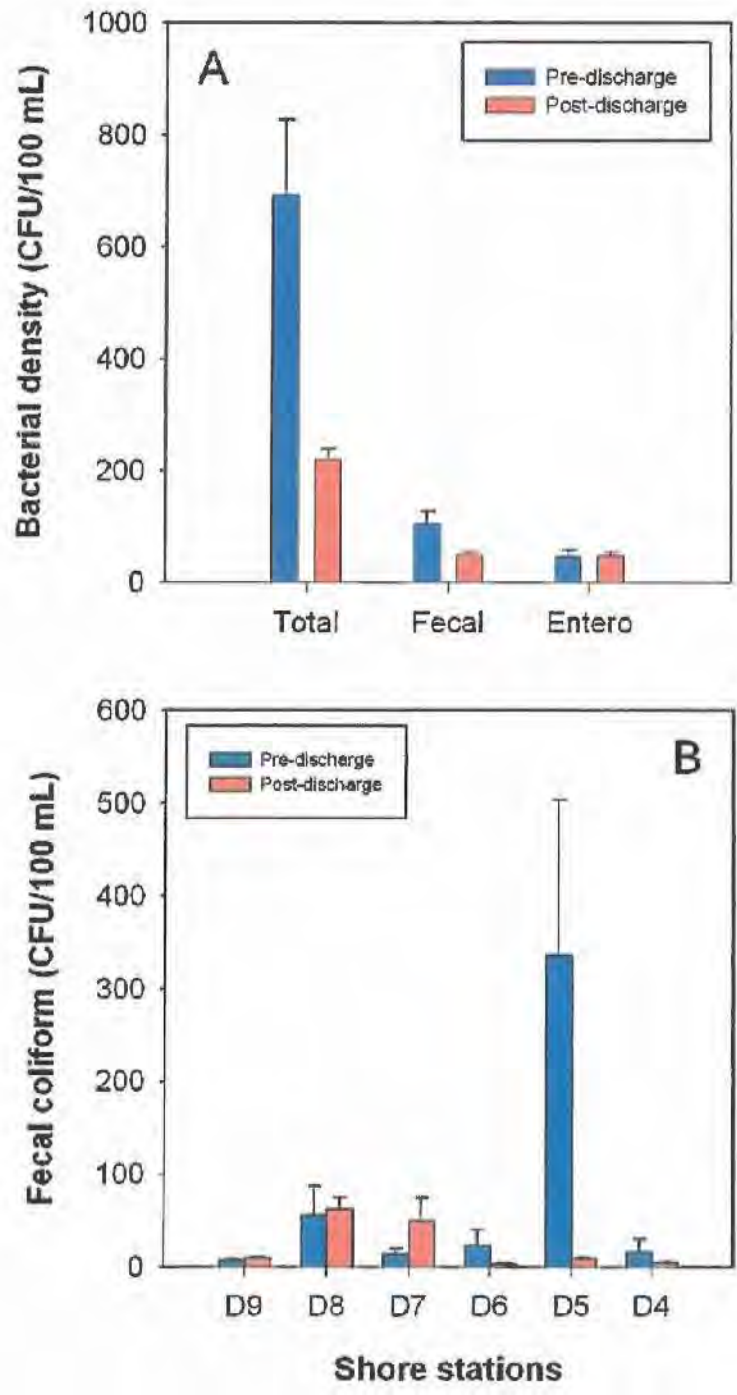 1000
A
Pre-discharge
Post-discharge
800
600
400
200
0
Bacterial density (CFU/100 mL)
Total Fecal Entero
600
Pre-discharge
Post-discharge
B
500
400
300
200
100
0
Fecal coliform (CFU/100 mL)
D9 D8 D7 D6 D5 D4
Shore stations